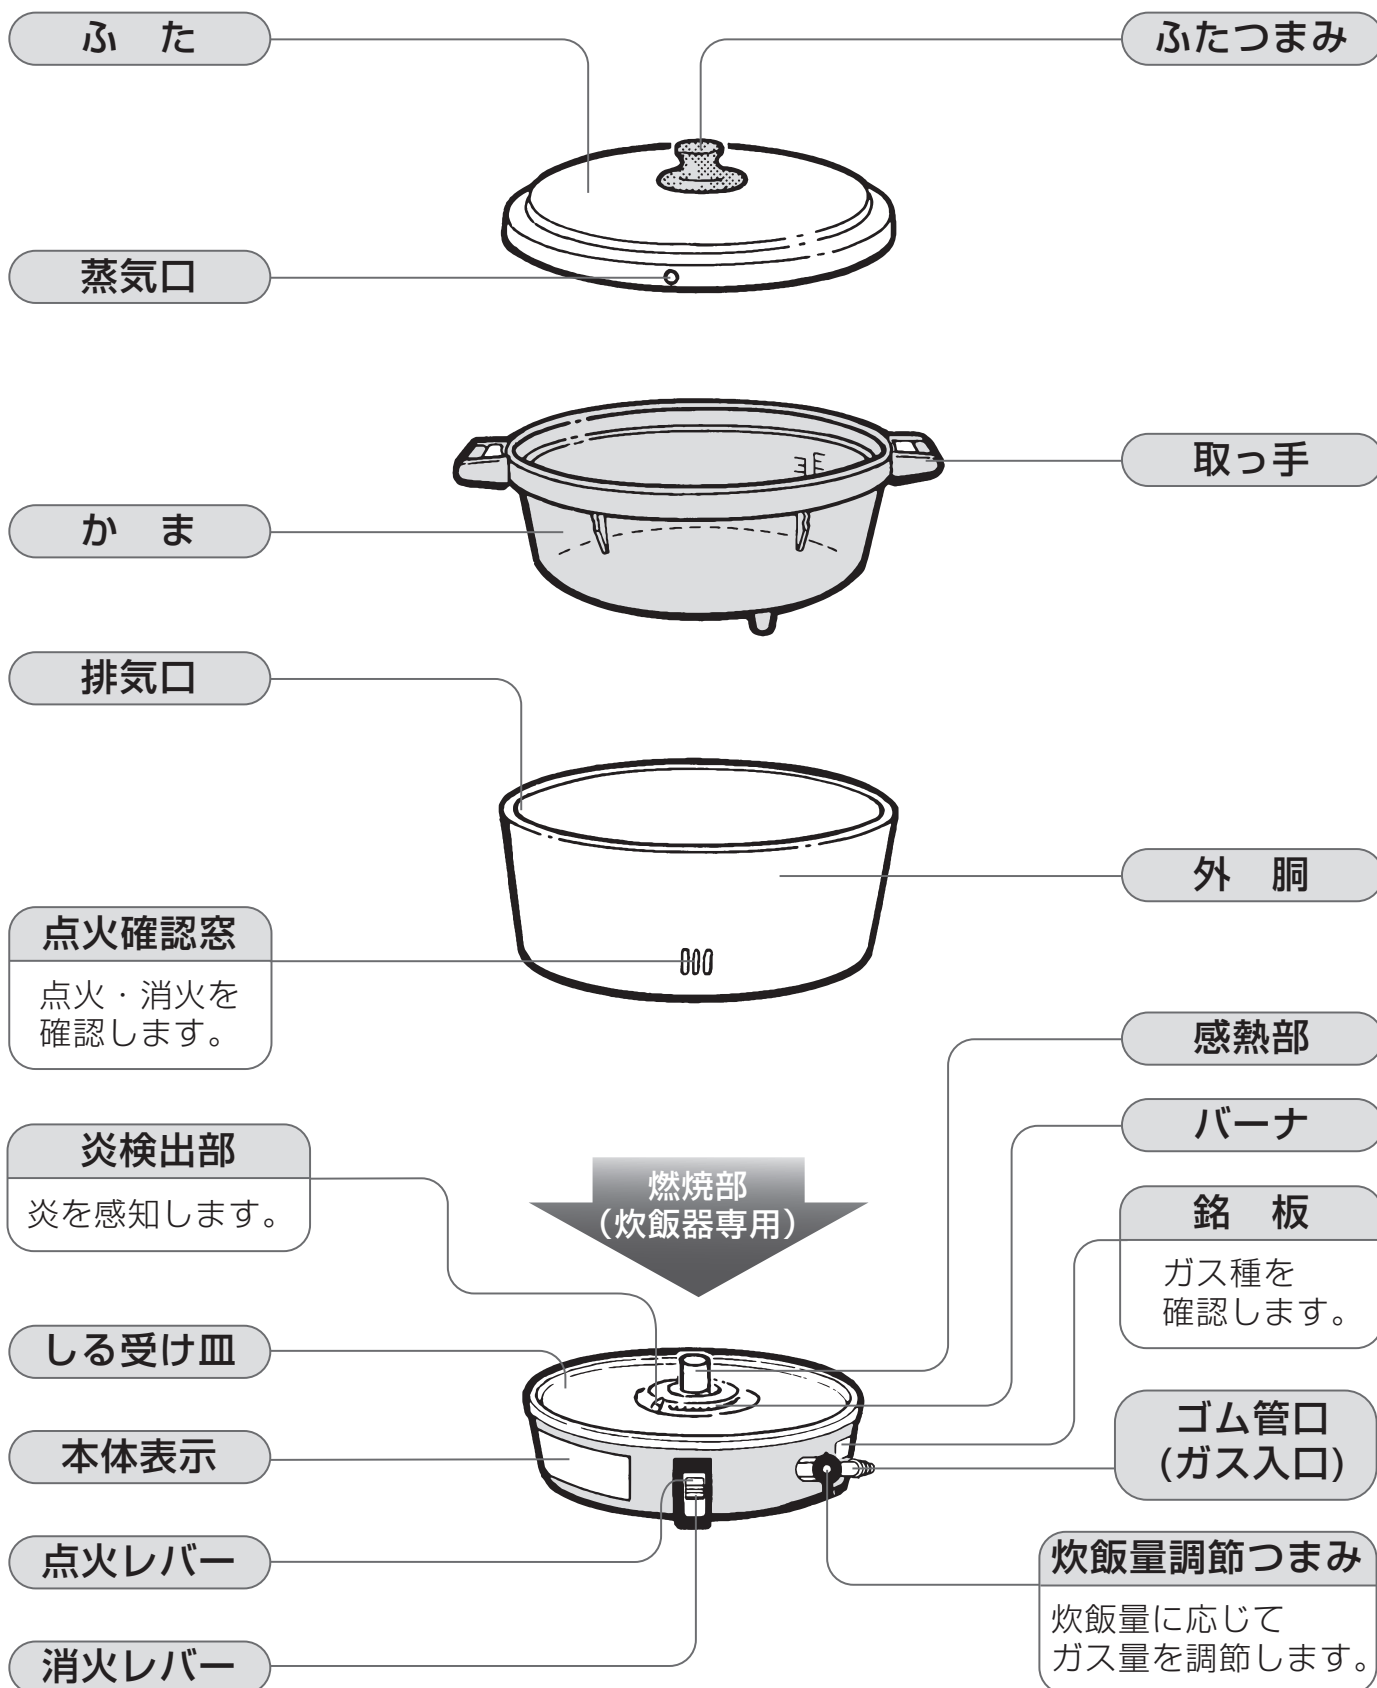 ふ　た
ふたつまみ
蒸気口
取っ手
か　ま
排気口
外　胴
点火確認窓
点火・消火を
確認します。
感熱部
バーナ
炎検出部
炎を感知します。
燃焼部
（炊飯器専用）
銘　板
ガス種を
確認します。
しる受け皿
本体表示
ゴム管口
(ガス入口)
点火レバー
炊飯量調節つまみ
炊飯量に応じて
ガス量を調節します。
消火レバー